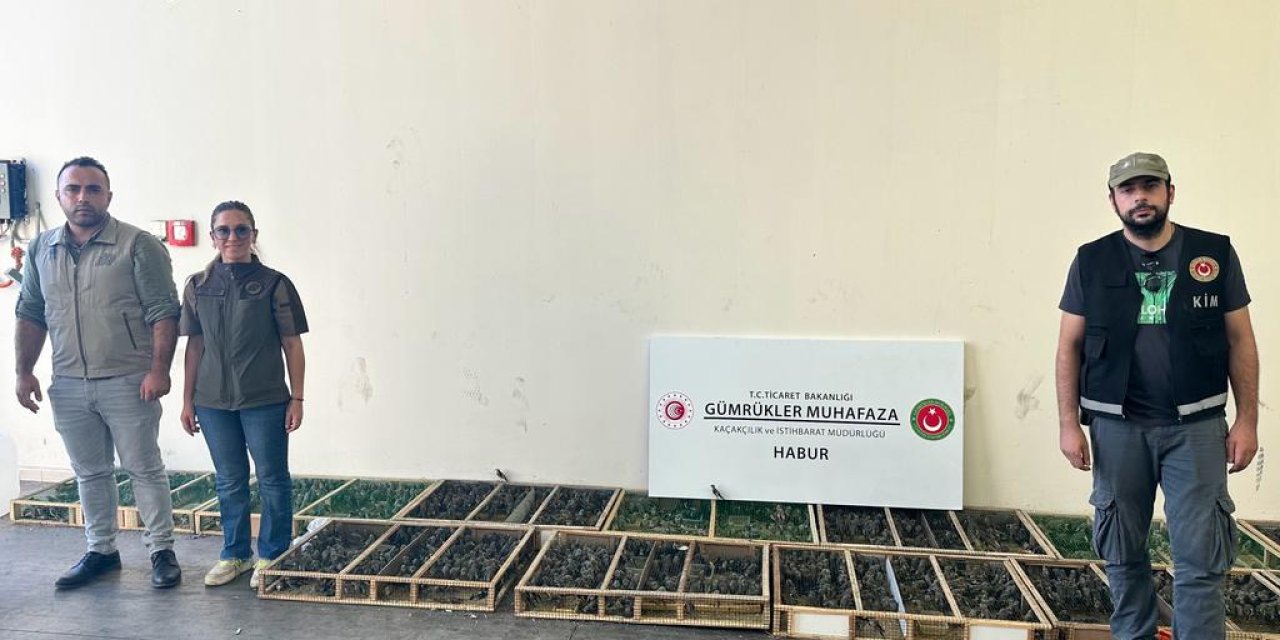 T.C.TİCARET BAKANLIĞI
GÜMRÜKLER MUHAFAZA
KAÇAKÇILIK ve İSTİHBARAT MÜDÜRLÜĞÜ
HABUR
KİM